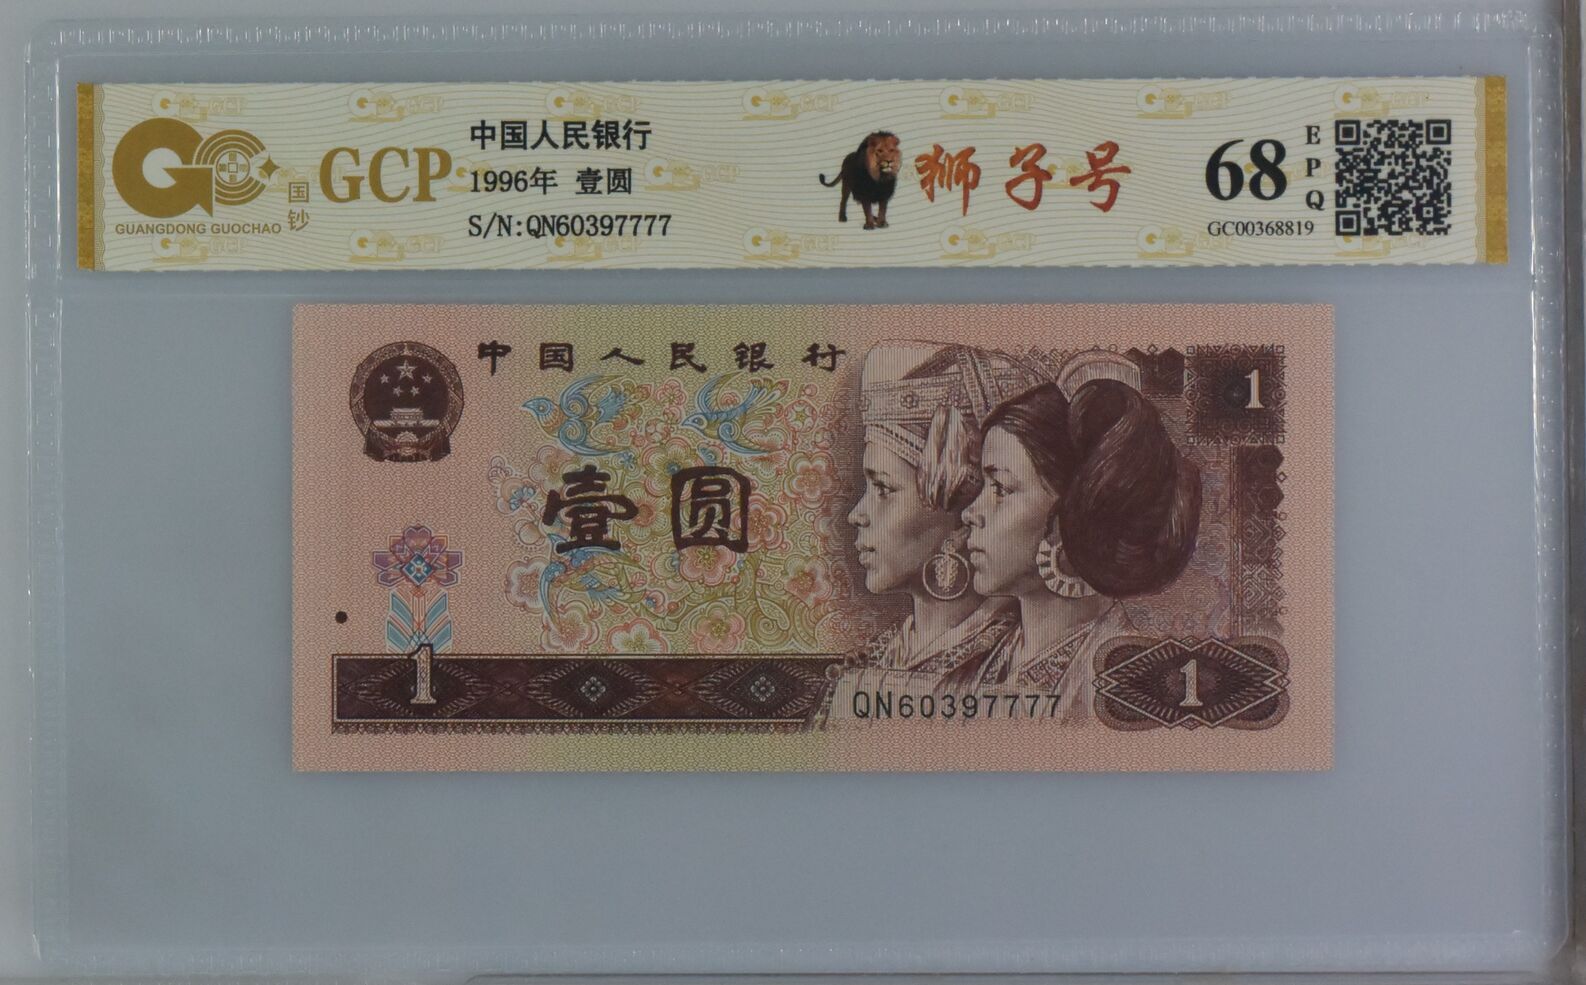 GUANGDONG GUOCHAO
国钞
GCP
中国人民银行
1996年 壹圆
S/N:QN60397777
狮子号
68
EPQ
GC00368819
中国人民银行
1
壹圆
1
QN60397777
1